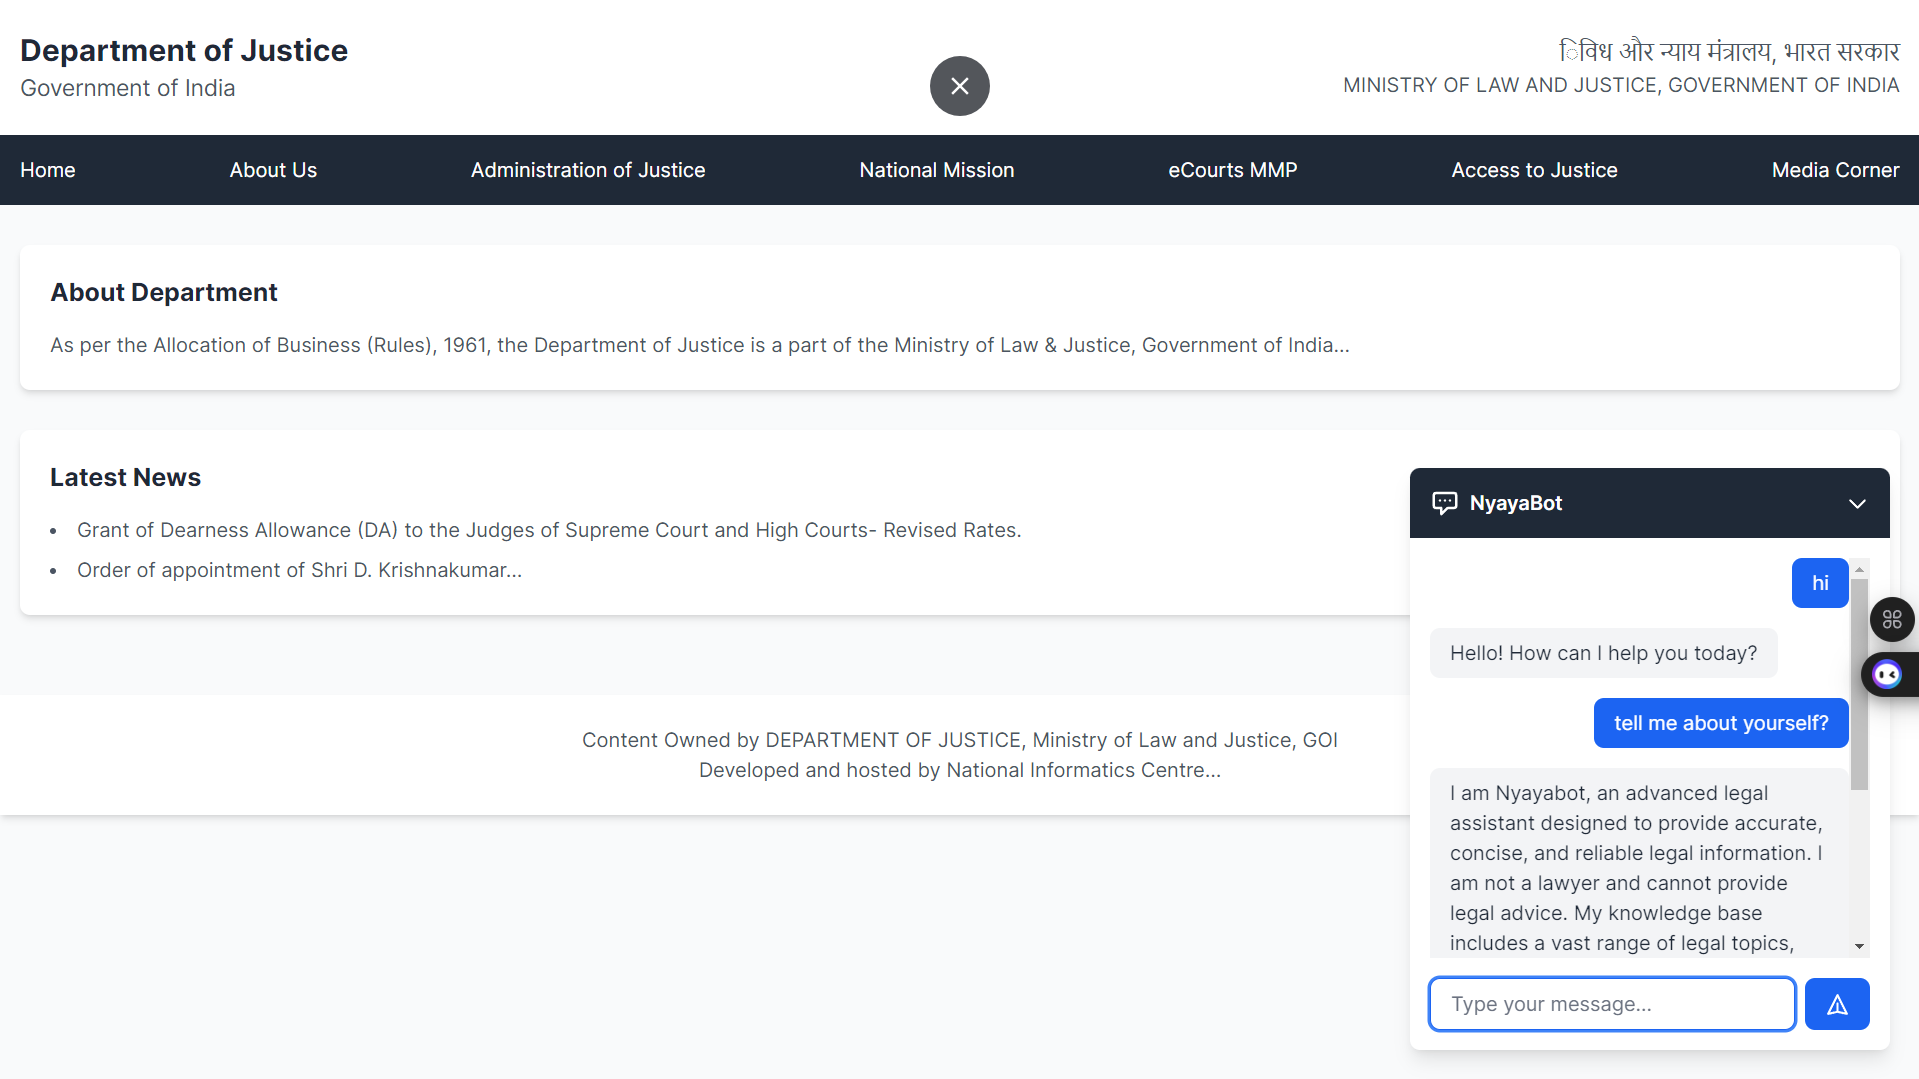 Department of Justice
Government of India
िविध और न्याय मंत्रालय, भारत सरकार
MINISTRY OF LAW AND JUSTICE, GOVERNMENT OF INDIA
Home
About Us
Administration of Justice
National Mission
eCourts MMP
Access to Justice
Media Corner
About Department
As per the Allocation of Business (Rules), 1961, the Department of Justice is a part of the Ministry of Law & Justice, Government of India...
Latest News
• Grant of Dearness Allowance (DA) to the Judges of Supreme Court and High Courts- Revised Rates.
• Order of appointment of Shri D. Krishnakumar...
Content Owned by DEPARTMENT OF JUSTICE, Ministry of Law and Justice, GOI
Developed and hosted by National Informatics Centre...
NyayaBot
hi
Hello! How can I help you today?
tell me about yourself?
I am Nyayabot, an advanced legal
assistant designed to provide accurate,
concise, and reliable legal information. I
am not a lawyer and cannot provide
legal advice. My knowledge base
includes a vast range of legal topics,
Type your message...